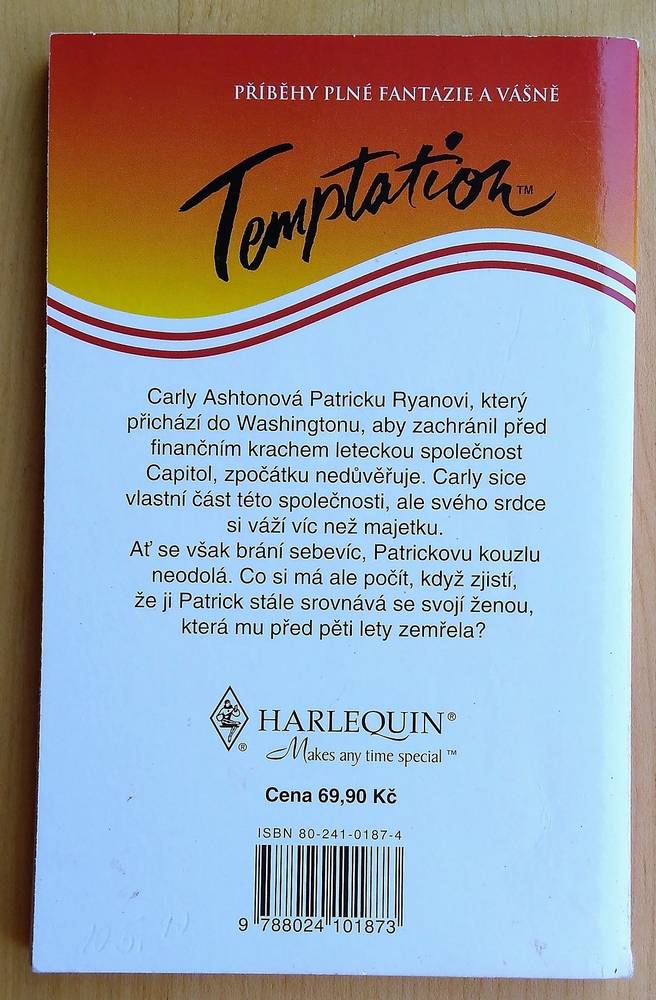 PŘÍBĚHY PLNÉ FANTAZIE A VÁŠNĚ
Temptation™
Carly Ashtonová Patricku Ryanovi, který
přichází do Washingtonu, aby zachránil před
finančním krachem leteckou společnost
Capitol, zpočátku nedůvěřuje. Carly sice
vlastní část této společnosti, ale svého srdce
si váží víc než majetku.
Ať se však brání sebevíc, Patrickovu kouzlu
neodolá. Co si má ale počít, když zjistí,
že ji Patrick stále srovnává se svojí ženou,
která mu před pěti lety zemřela?
® HARLEQUIN®
Makes any time special™
Cena 69,90 Kč
ISBN 80-241-0187-4
9 788024 101873